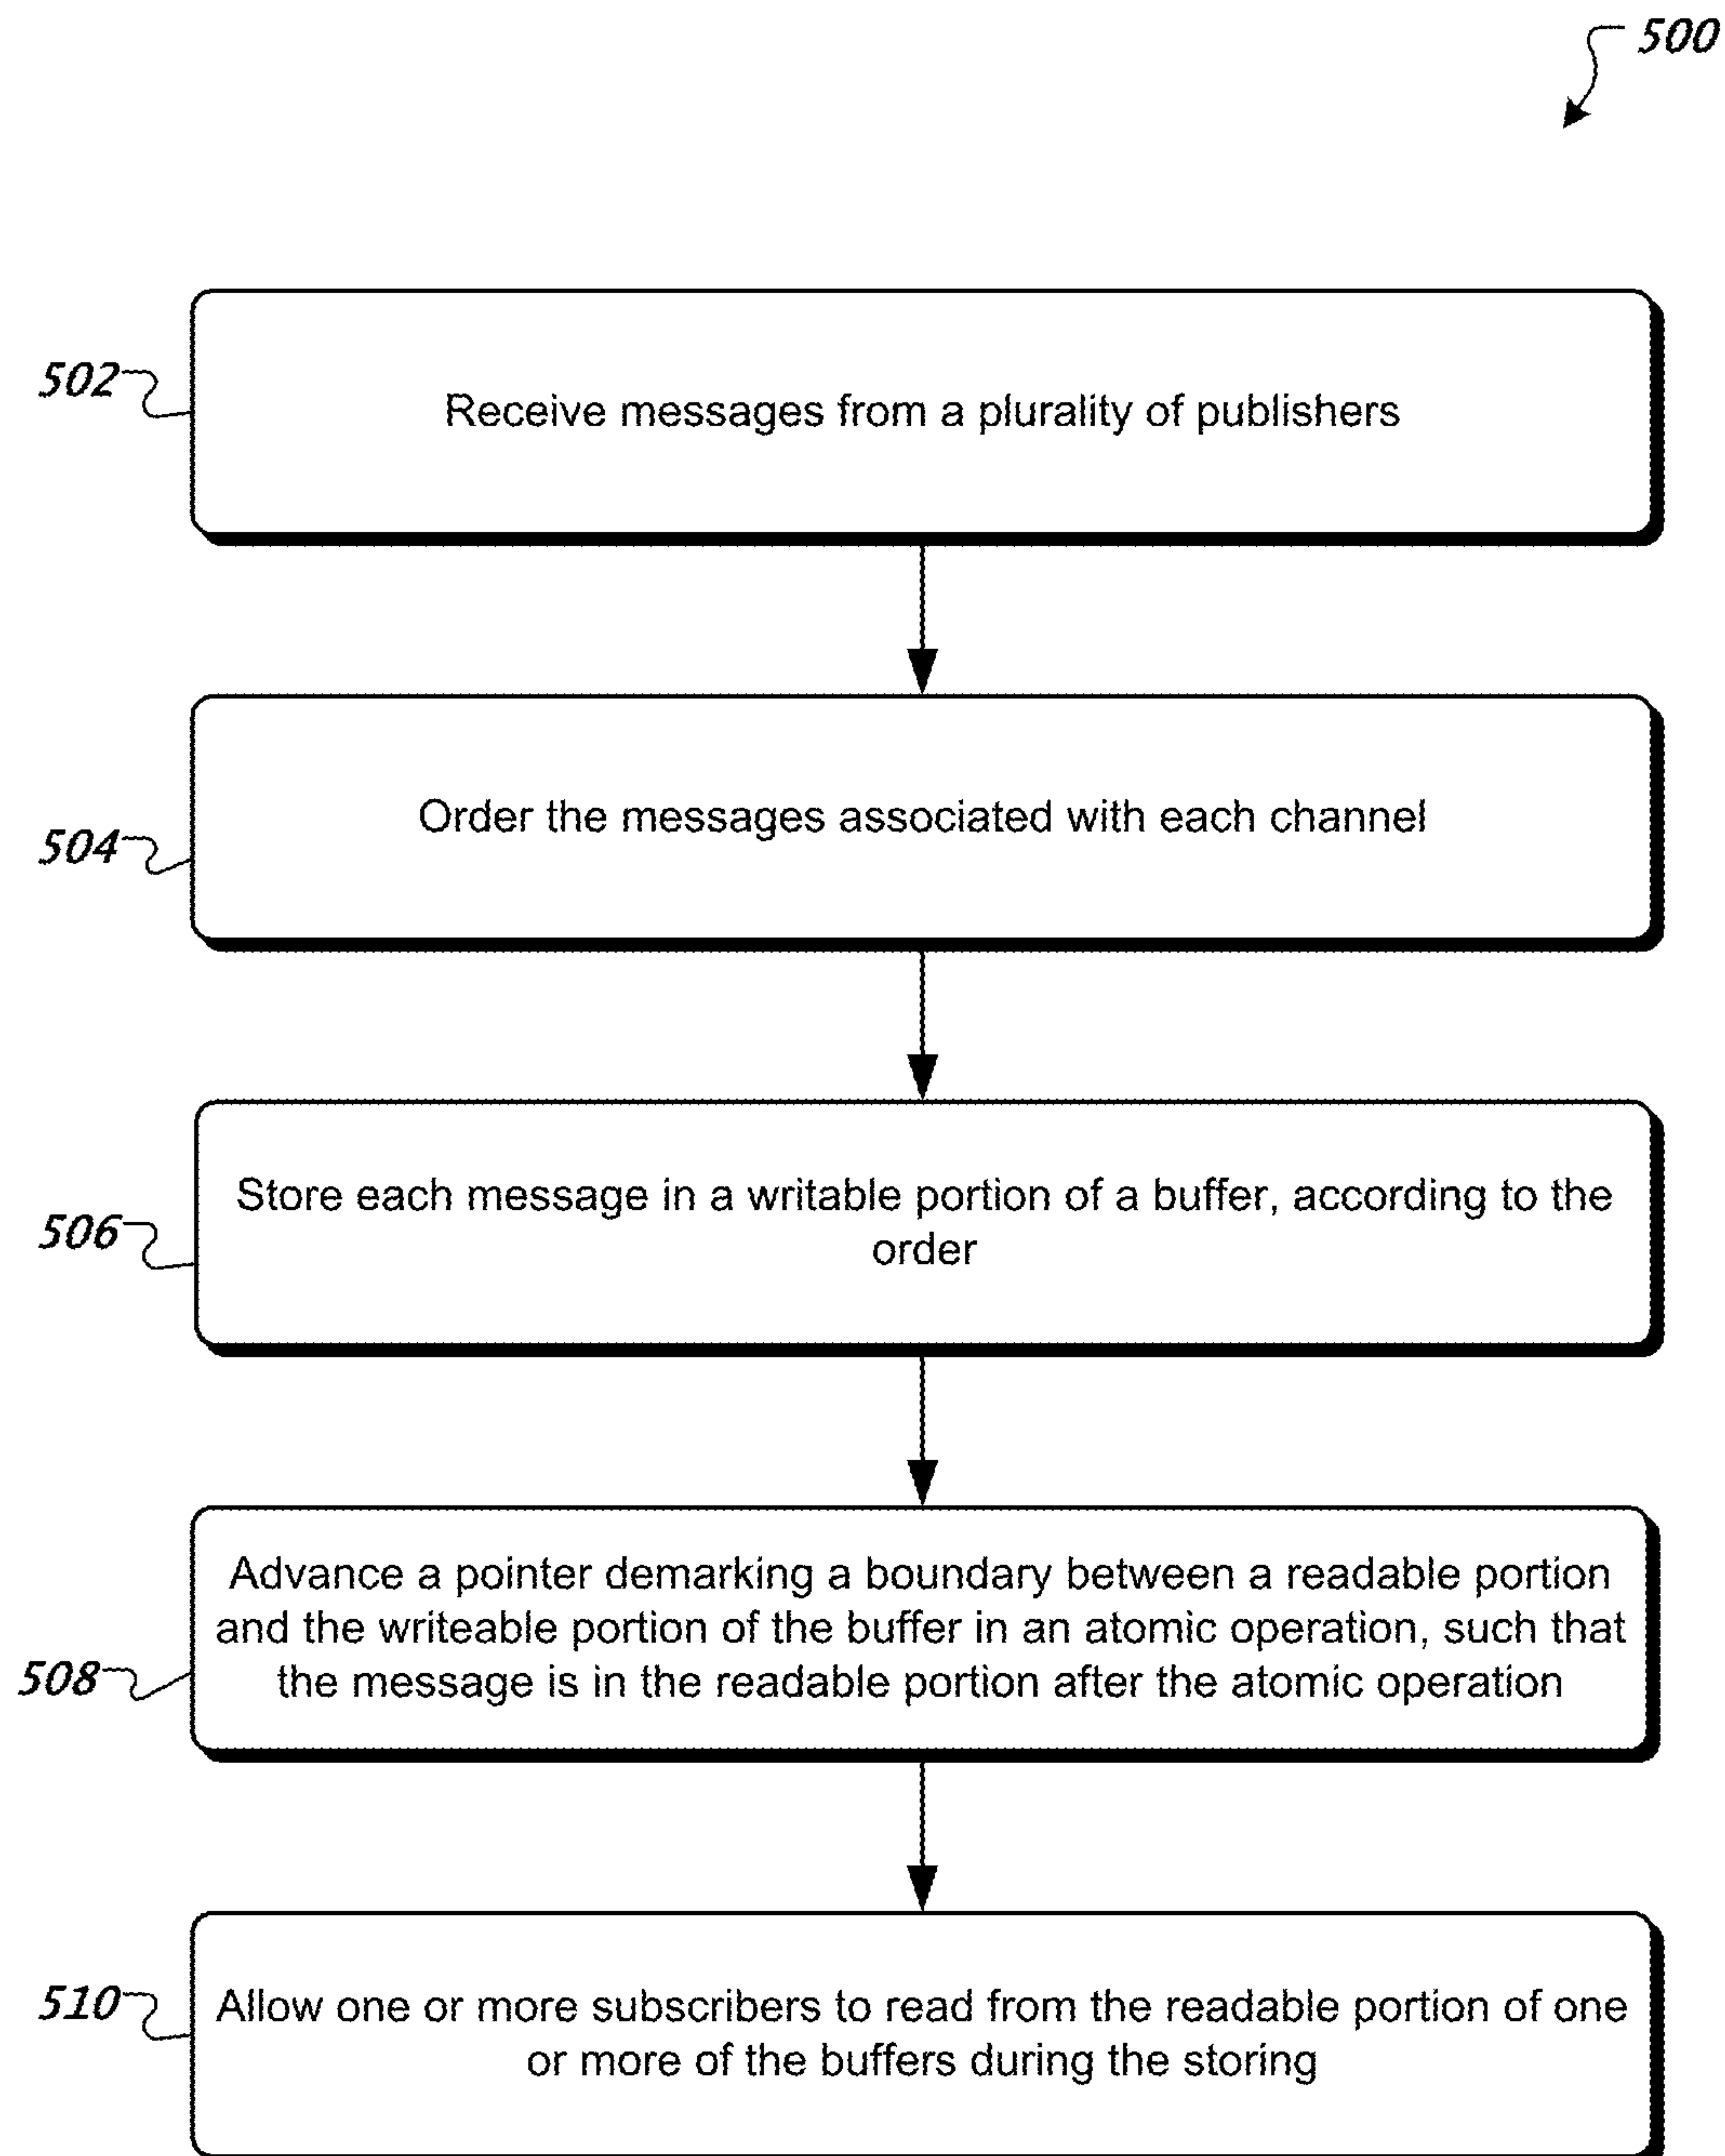 500
502
Receive messages from a plurality of publishers
504
Order the messages associated with each channel
506
Store each message in a writable portion of a buffer, according to the
order
508
Advance a pointer demarking a boundary between a readable portion
and the writeable portion of the buffer in an atomic operation, such that
the message is in the readable portion after the atomic operation
510
Allow one or more subscribers to read from the readable portion of one
or more of the buffers during the storing